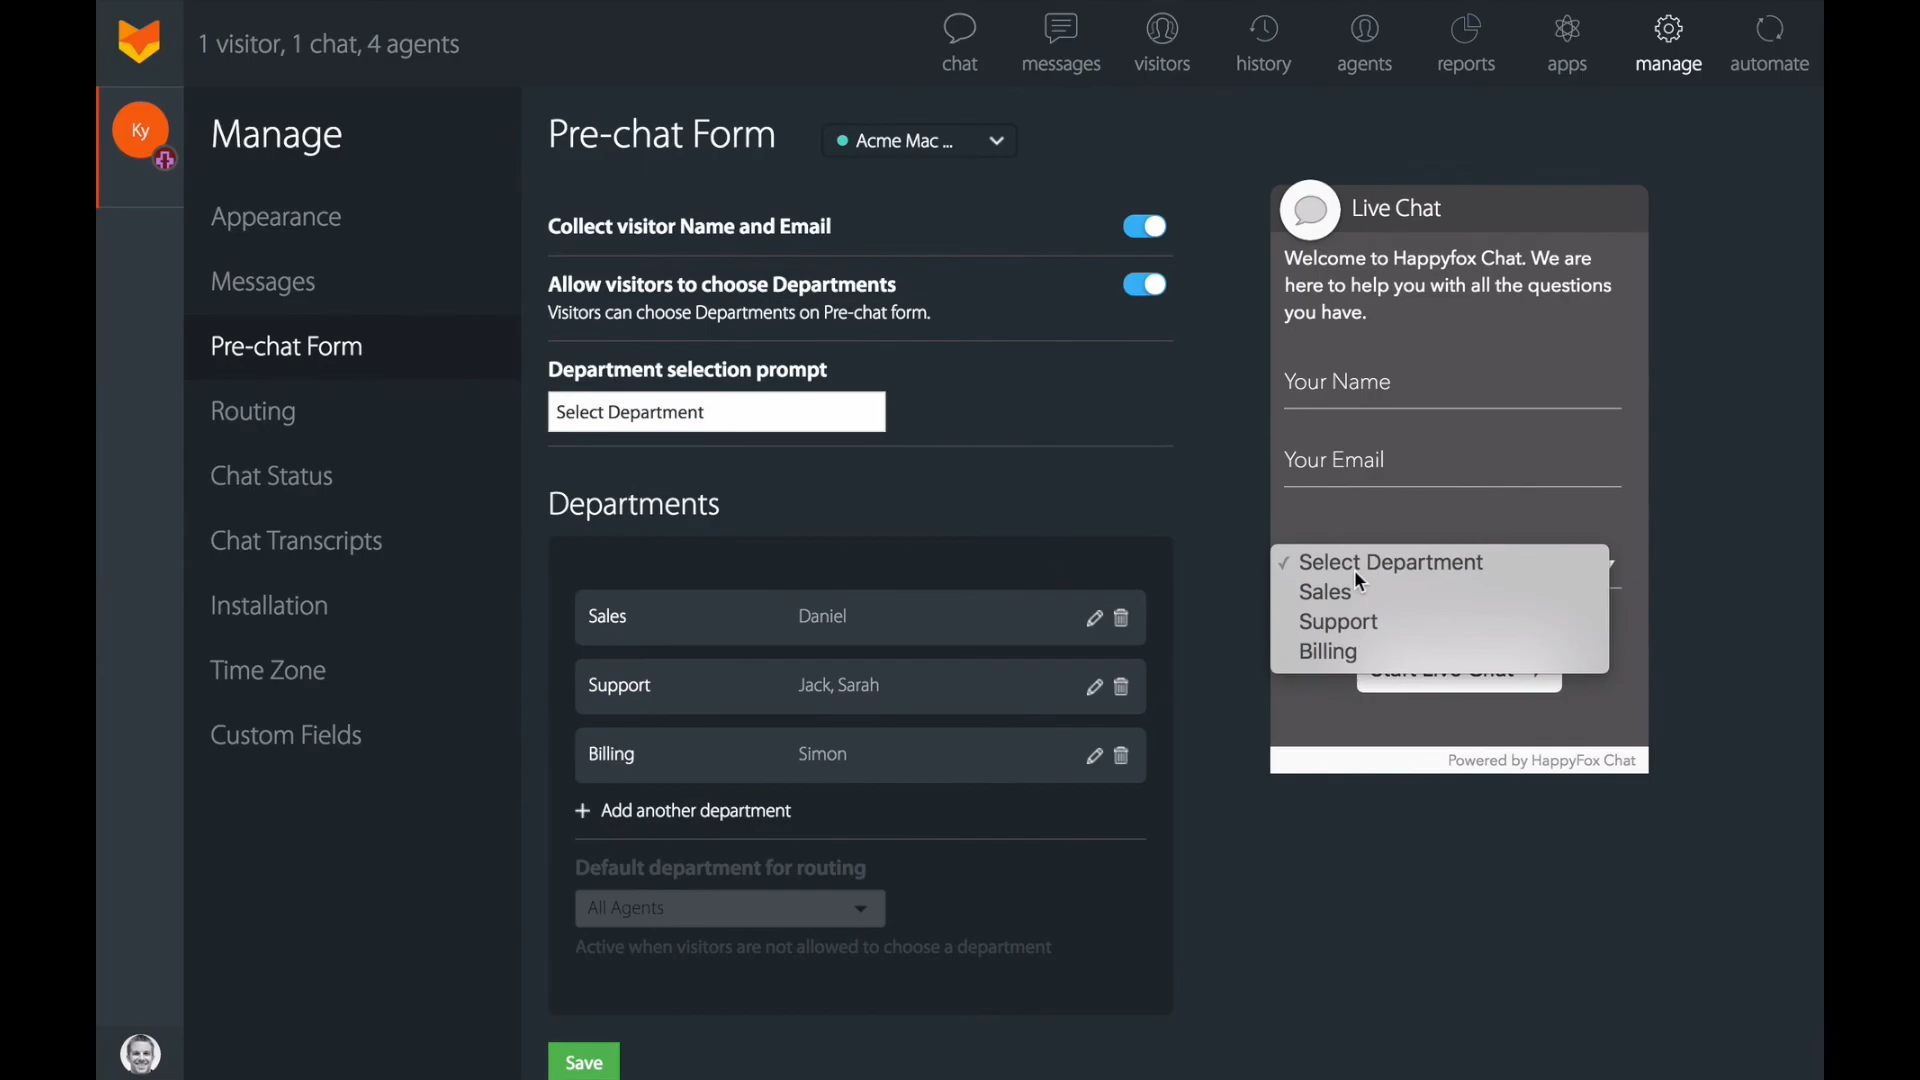 1 visitor, 1 chat, 4 agents
chat
messages
visitors
history
agents
reports
apps
manage
automate
Ky
Manage
Appearance
Messages
Pre-chat Form
Routing
Chat Status
Chat Transcripts
Installation
Time Zone
Custom Fields
Pre-chat Form
Acme Mac ...
Collect visitor Name and Email
Allow visitors to choose Departments
Visitors can choose Departments on Pre-chat form.
Department selection prompt
Select Department
Departments
Sales Daniel
Support Jack, Sarah
Billing Simon
+ Add another department
Default department for routing
All Agents
Active when visitors are not allowed to choose a department
Save
Live Chat
Welcome to Happyfox Chat. We are
here to help you with all the questions
you have.
Your Name
Your Email
✓ Select Department
Sales
Support
Billing
Start Live Chat
Powered by HappyFox Chat